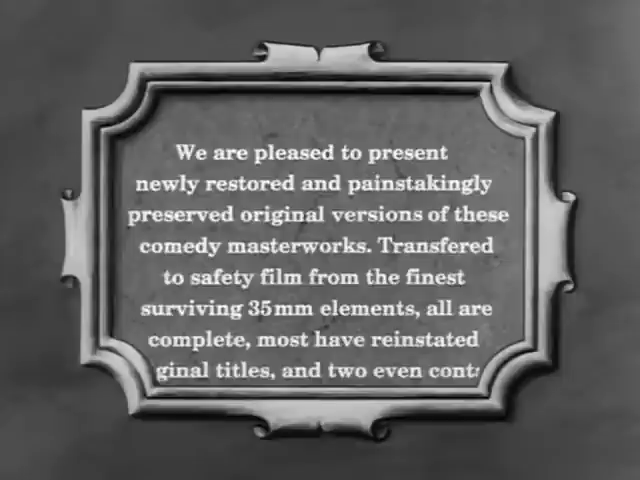 We are pleased to present
newly restored and painstakingly
preserved original versions of these
comedy masterworks. Transfered
to safety film from the finest
surviving 35mm elements, all are
complete, most have reinstated
ginal titles, and two even cont